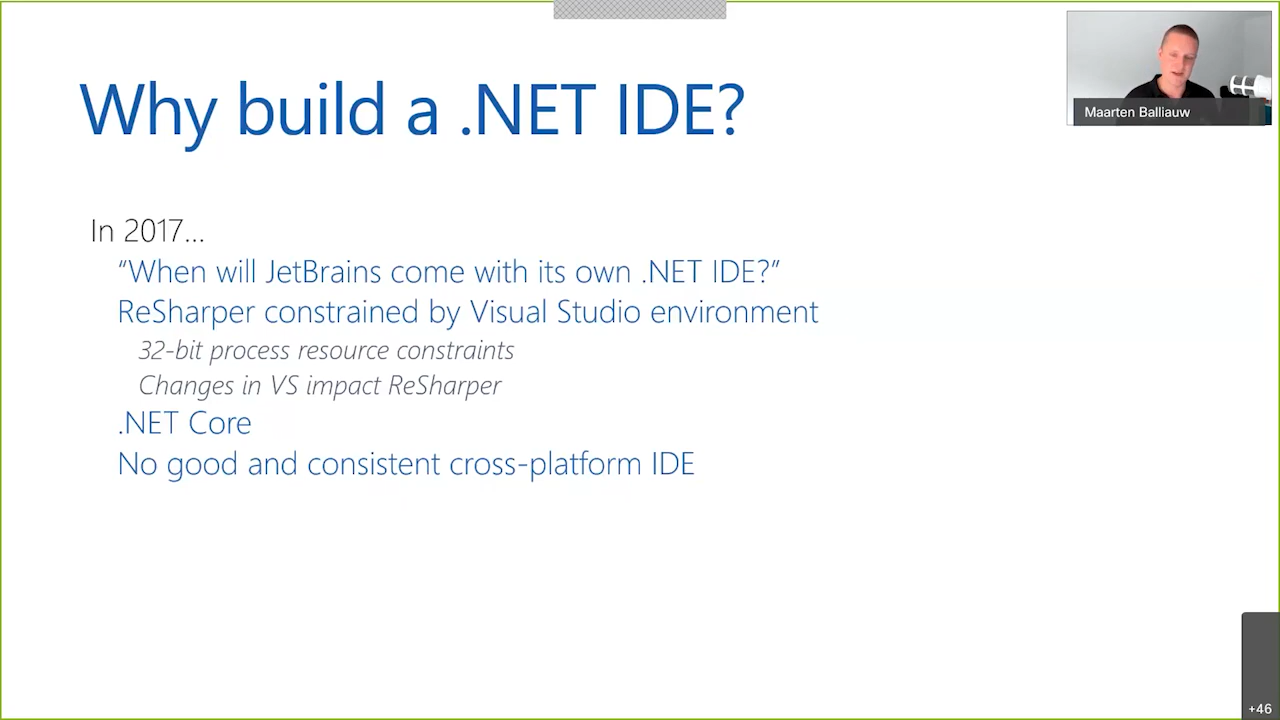 Why build a .NET IDE?
Maarten Balliauw
In 2017...
“When will JetBrains come with its own .NET IDE?”
ReSharper constrained by Visual Studio environment
32-bit process resource constraints
Changes in VS impact ReSharper
.NET Core
No good and consistent cross-platform IDE
+46